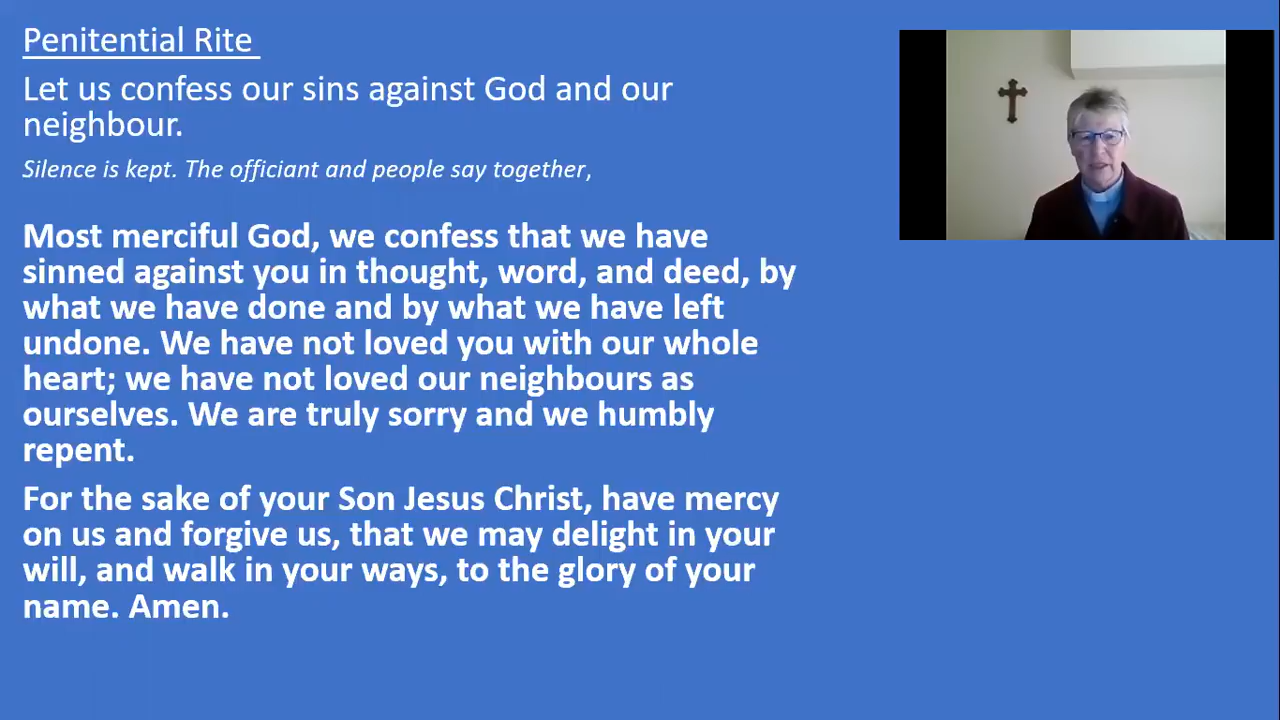 Penitential Rite
Let us confess our sins against God and our
neighbour.
Silence is kept. The officiant and people say together,
Most merciful God, we confess that we have
sinned against you in thought, word, and deed, by
what we have done and by what we have left
undone. We have not loved you with our whole
heart; we have not loved our neighbours as
ourselves. We are truly sorry and we humbly
repent.
For the sake of your Son Jesus Christ, have mercy
on us and forgive us, that we may delight in your
will, and walk in your ways, to the glory of your
name. Amen.